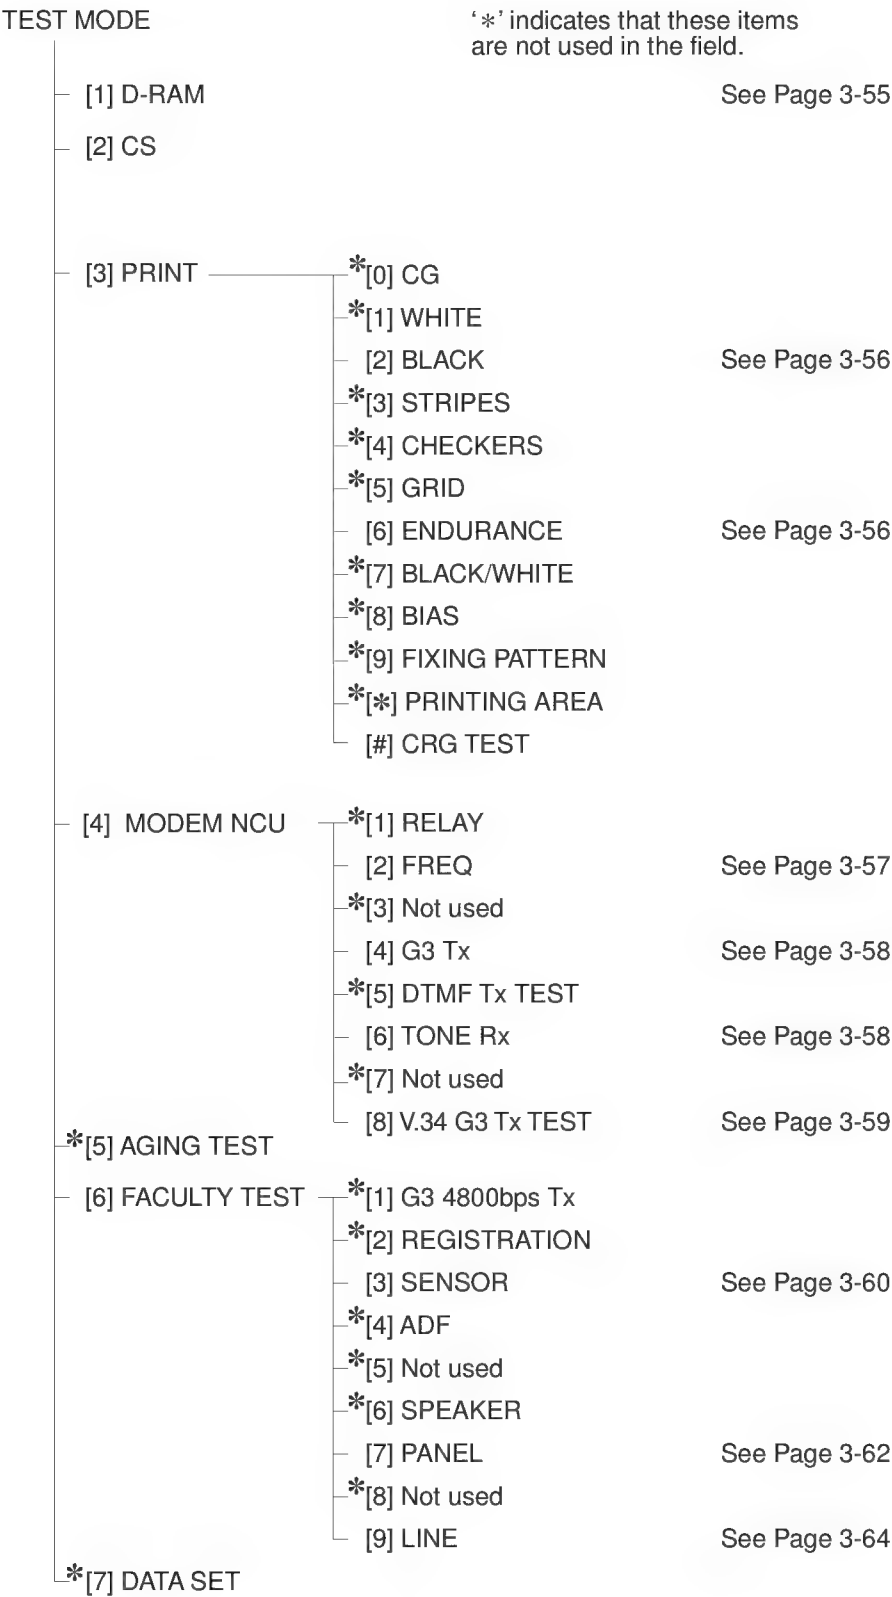 TEST MODE
‘*’ indicates that these items
are not used in the field.
[1] D-RAM See Page 3-55
[2] CS
[3] PRINT
*[0] CG
*[1] WHITE
[2] BLACK See Page 3-56
*[3] STRIPES
*[4] CHECKERS
*[5] GRID
[6] ENDURANCE See Page 3-56
*[7] BLACK/WHITE
*[8] BIAS
*[9] FIXING PATTERN
*[*] PRINTING AREA
[#] CRG TEST
[4] MODEM NCU
*[1] RELAY
[2] FREQ See Page 3-57
*[3] Not used
[4] G3 Tx See Page 3-58
*[5] DTMF Tx TEST
[6] TONE Rx See Page 3-58
*[7] Not used
[8] V.34 G3 Tx TEST See Page 3-59
*[5] AGING TEST
[6] FACULTY TEST
*[1] G3 4800bps Tx
*[2] REGISTRATION
[3] SENSOR See Page 3-60
*[4] ADF
*[5] Not used
*[6] SPEAKER
[7] PANEL See Page 3-62
*[8] Not used
[9] LINE See Page 3-64
*[7] DATA SET